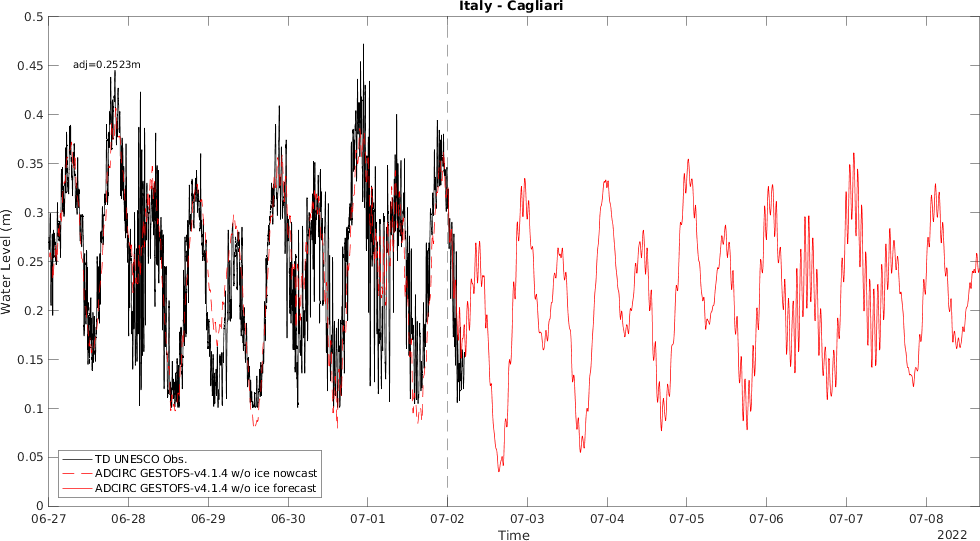 Italy - Cagliari
0.5
0.45
0.4
0.35
0.3
0.25
0.2
0.15
0.1
0.05
0
Water Level (m)
adj=0.2523m
TD UNESCO Obs.
ADCIRC GESTOFS-v4.1.4 w/o ice nowcast
ADCIRC GESTOFS-v4.1.4 w/o ice forecast
06-27 06-28 06-29 06-30 07-01 07-02 07-03 07-04 07-05 07-06 07-07 07-08
Time
2022